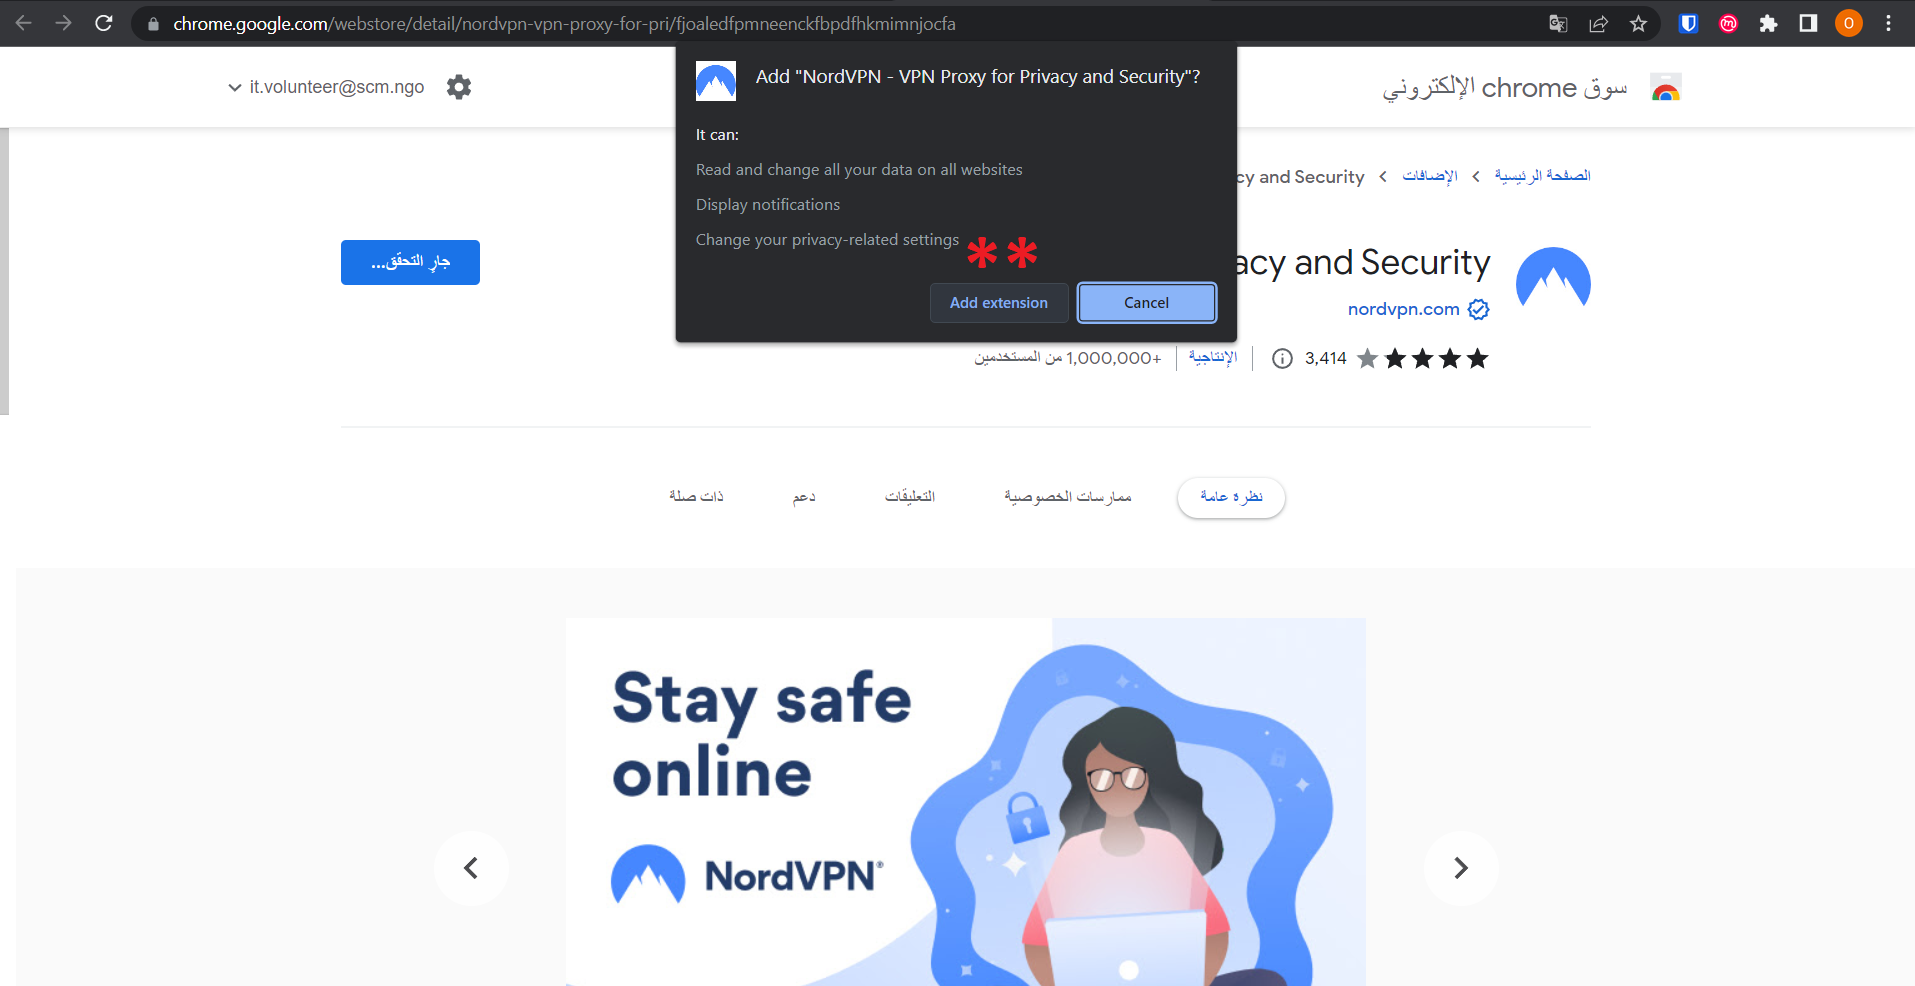 chrome.google.com/webstore/detail/nordvpn-vpn-proxy-for-pri/fjoaledfpmneenckfbpdfhkmimnjocfa
O
it.volunteer@scm.ngo
سوق chrome الإلكتروني
Add "NordVPN - VPN Proxy for Privacy and Security"?
It can:
Read and change all your data on all websites
Display notifications
Change your privacy-related settings
**
Add extension
Cancel
الصفحة الرئيسية
الإضافات
cy and Security
acy and Security
جارٍ التحقق...
nordvpn.com
3,414
الإنتاجية
+1,000,000 من المستخدمين
نظرة عامة
ممارسات الخصوصية
التعليقات
دعم
ذات صلة
Stay safe
online
NordVPN®